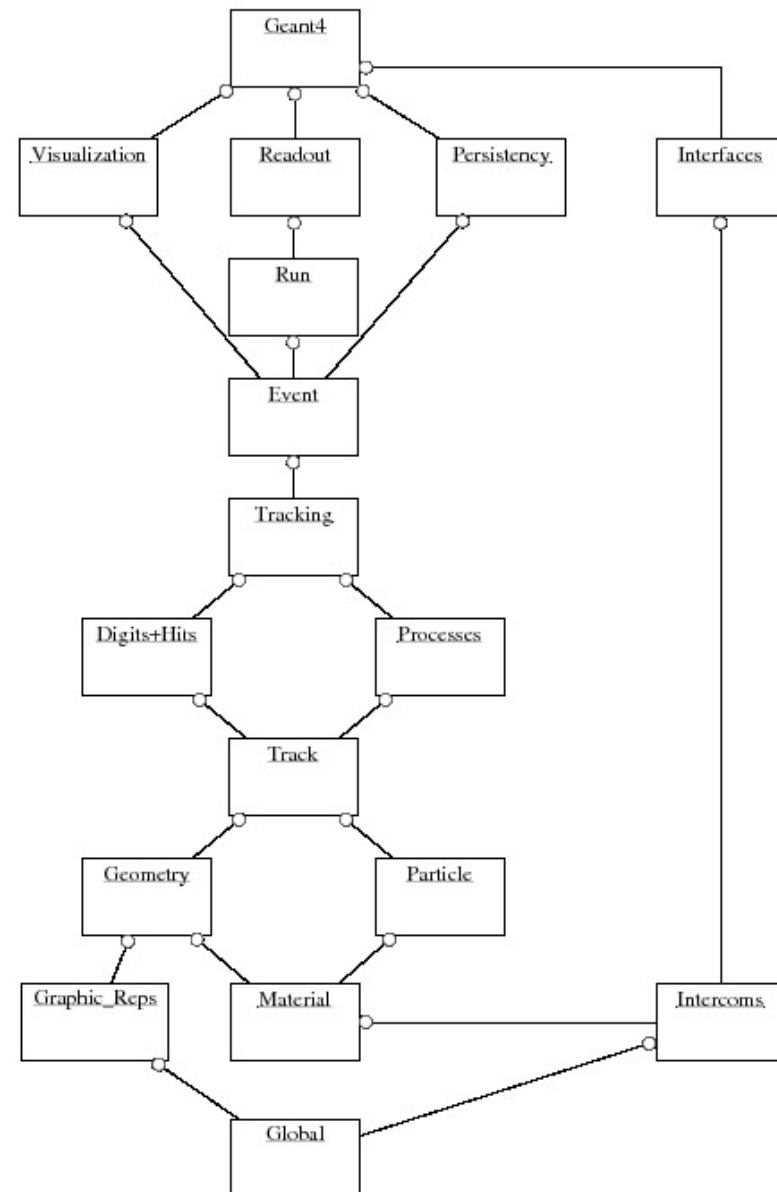 Geant4
Visualization
Readout
Persistency
Interfaces
Run
Event
Tracking
Digits+Hits
Processes
Track
Geometry
Particle
Graphic_Reps
Material
Intercoms
Global